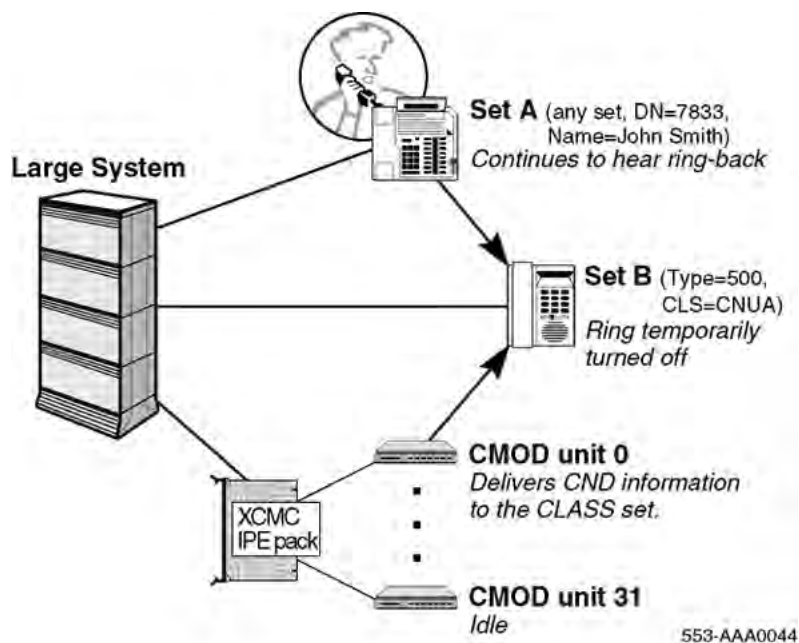 Set A (any set, DN=7833,
Name=John Smith)
Continues to hear ring-back
Large System
Set B (Type=500,
CLS=CNUA)
Ring temporarily
turned off
CMOD unit 0
Delivers CND information
to the CLASS set.
XCMC
IPE pack
CMOD unit 31
Idle
553-AAA0044